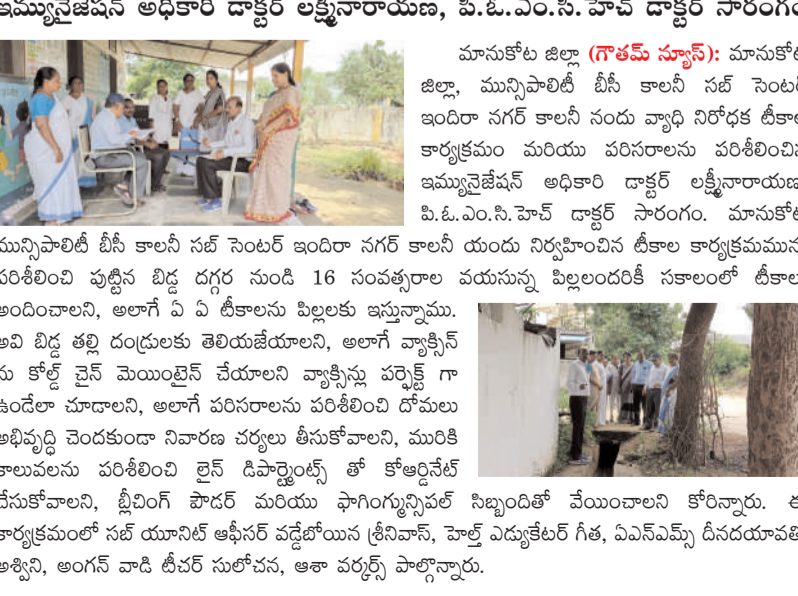 ఇమ్యునైజేషన్ అధికారి డాక్టర్ లక్ష్మీనారాయణ, పి.ఓ.ఎం.సి.హెచ్ డాక్టర్ సారంగం
మానుకోట జిల్లా (గౌతమ్ న్యూస్): మానుకోట
జిల్లా, మున్సిపాలిటీ బీసీ కాలనీ సబ్ సెంటర్
ఇందిరా నగర్ కాలనీ నందు వ్యాధి నిరోధక టీకాల
కార్యక్రమం మరియు పరిసరాలను పరిశీలించిన
ఇమ్యునైజేషన్ అధికారి డాక్టర్ లక్ష్మీనారాయణ
పి.ఓ.ఎం.సి.హెచ్ డాక్టర్ సారంగం. మానుకోట
మున్సిపాలిటీ బీసీ కాలనీ సబ్ సెంటర్ ఇందిరా నగర్ కాలనీ యందు నిర్వహించిన టీకాల కార్యక్రమమును
పరిశీలించి పుట్టిన బిడ్డ దగ్గర నుండి 16 సంవత్సరాల వయసున్న పిల్లలందరికీ సకాలంలో టీకాలు
అందించాలని, అలాగే ఏ ఏ టీకాలను పిల్లలకు ఇస్తున్నాము.
అవి బిడ్డ తల్లి దండ్రులకు తెలియజేయాలని, అలాగే వ్యాక్సిన్
ను కోల్డ్ చైన్ మెయింటైన్ చేయాలని వ్యాక్సిన్లు పర్ఫెక్ట్ గా
ఉండేలా చూడాలని, అలాగే పరిసరాలను పరిశీలించి దోమలు
అభివృద్ధి చెందకుండా నివారణ చర్యలు తీసుకోవాలని, మురికి
కాలువలను పరిశీలించి లైన్ డిపార్ట్మెంట్స్ తో కోఆర్డినేట్
చేసుకోవాలని, బ్లీచింగ్ పౌడర్ మరియు ఫాగింగ్మున్సిపల్ సిబ్బందితో వేయించాలని కోరినారు. ఈ
కార్యక్రమంలో సబ్ యూనిట్ ఆఫీసర్ వడ్డేబోయిన శ్రీనివాస్, హెల్త్ ఎడ్యుకేటర్ గీత, ఏఎన్ఎమ్స్ దీనదయావతి
అశ్విని, అంగన్ వాడి టీచర్ సులోచన, ఆశా వర్కర్స్ పాల్గొన్నారు.